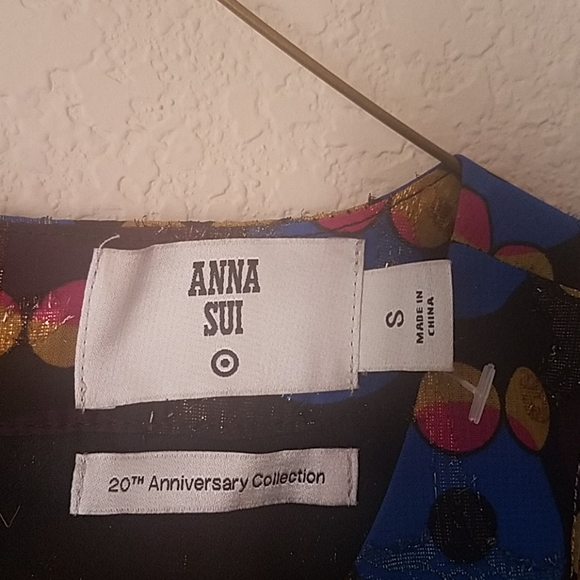 ANNA
SUI
S
MADE IN
CHINA
20TH Anniversary Collection